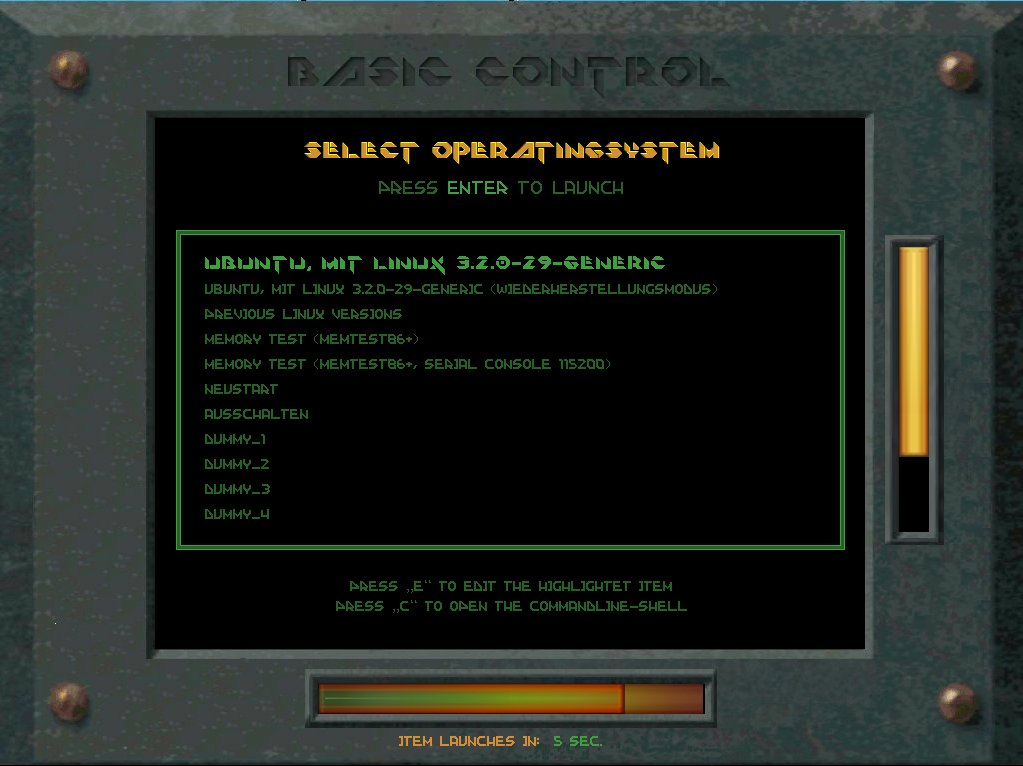 BASIC CONTROL
SELECT OPERATINGSYSTEM
PRESS ENTER TO LAUNCH
UBUNTU, MIT LINUX 3.2.0-29-GENERIC
UBUNTU, MIT LINUX 3.2.0-29-GENERIC (WIEDERHERSTELLUNGSMODUS)
PREVIOUS LINUX VERSIONS
MEMORY TEST (MEMTEST86+)
MEMORY TEST (MEMTEST86+, SERIAL CONSOLE 115200)
NEUSTART
AUSSCHALTEN
DUMMY_1
DUMMY_2
DUMMY_3
DUMMY_4
PRESS „E“ TO EDIT THE HIGHLIGHTET ITEM
PRESS „C“ TO OPEN THE COMMANDLINE-SHELL
ITEM LAUNCHES IN: 5 SEC.